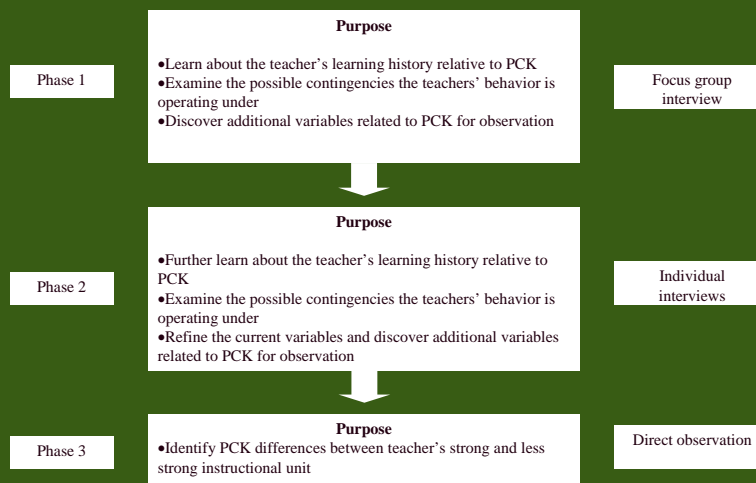 Purpose
•Learn about the teacher's learning history relative to PCK
•Examine the possible contingencies the teachers' behavior is
operating under
•Discover additional variables related to PCK for observation
Phase 1
Focus group
interview
Purpose
•Further learn about the teacher's learning history relative to
PCK
•Examine the possible contingencies the teachers' behavior is
operating under
•Refine the current variables and discover additional variables
related to PCK for observation
Phase 2
Individual
interviews
Purpose
•Identify PCK differences between teacher's strong and less
strong instructional unit
Phase 3
Direct observation